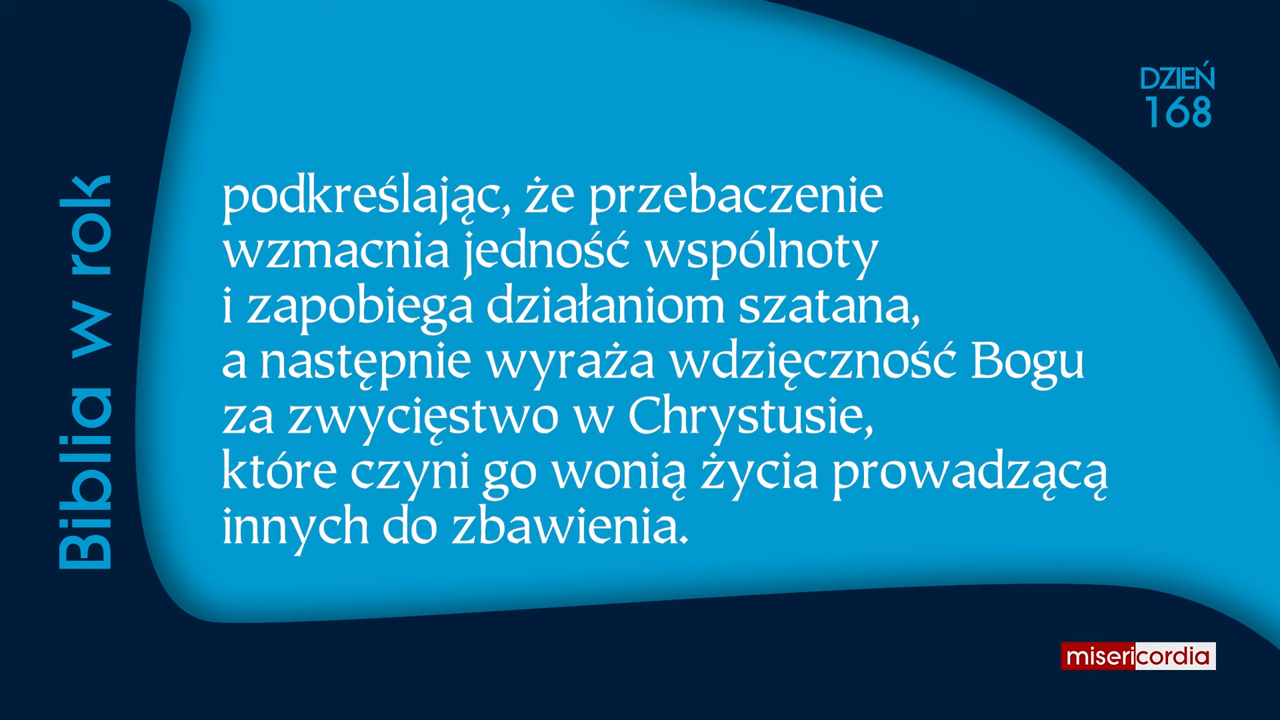 DZIEŃ
168
Biblia w rok
podkreślając, że przebaczenie
wzmacnia jedność wspólnoty
i zapobiega działaniom szatana,
a następnie wyraża wdzięczność Bogu
za zwycięstwo w Chrystusie,
które czyni go wonią życia prowadzącą
innych do zbawienia.
misericordia